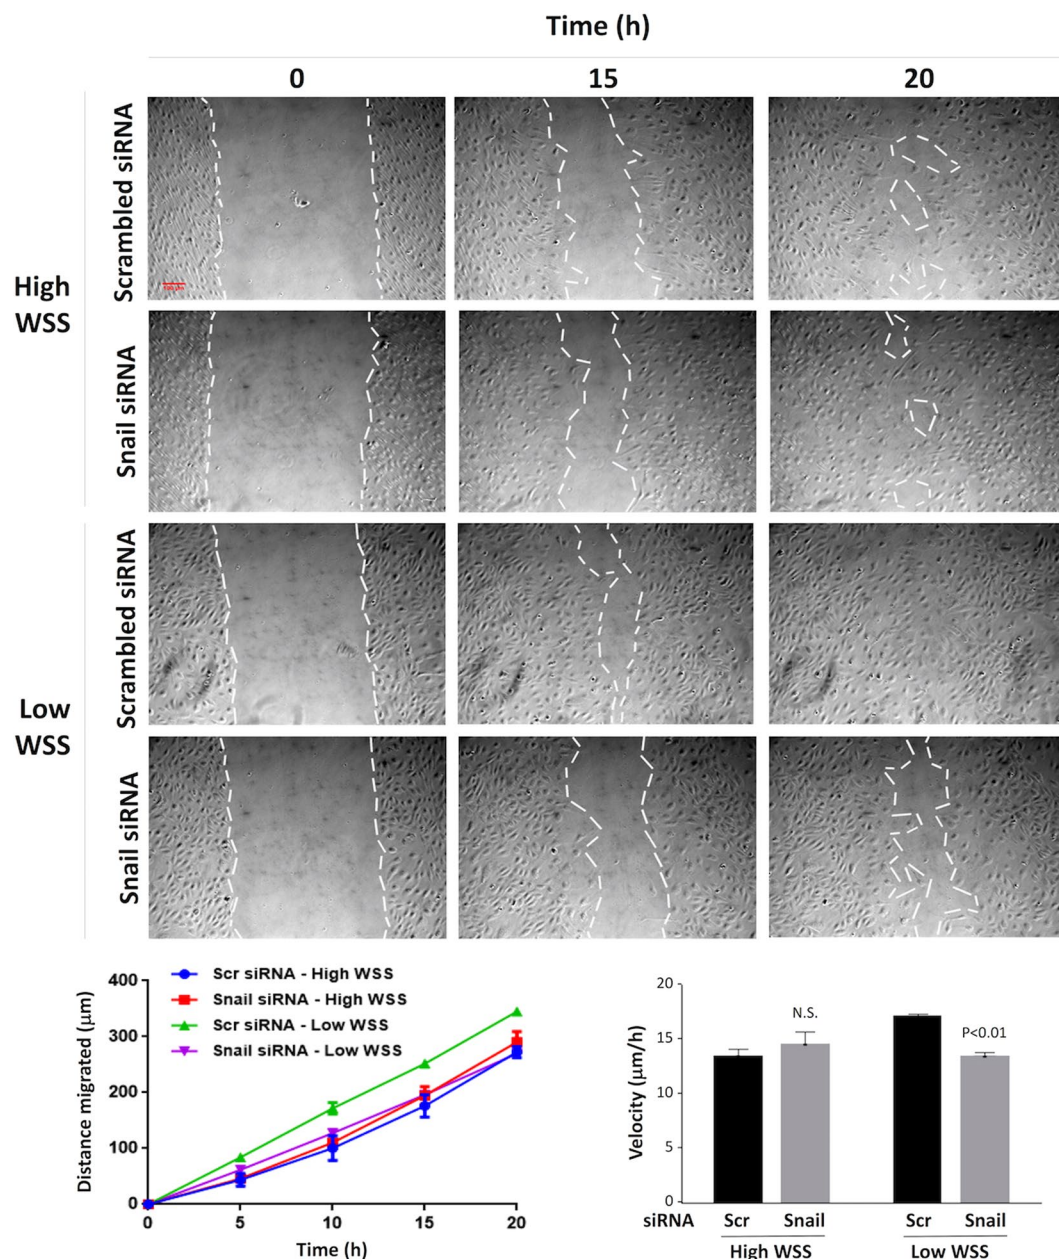 Time (h)
0 15 20
High
WSS
Scrambled siRNA
Snail siRNA
Low
WSS
Scrambled siRNA
Snail siRNA
Distance migrated (μm)
400
300
200
100
0
Scr siRNA - High WSS
Snail siRNA - High WSS
Scr siRNA - Low WSS
Snail siRNA - Low WSS
0 5 10 15 20
Time (h)
Velocity (μm/h)
20
15
10
5
0
N.S.
P<0.01
siRNA Scr Snail Scr Snail
High WSS Low WSS